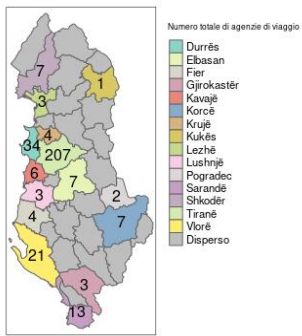 Numero totale di agenzie di viaggio
Durrës
Elbasan
Fier
Gjirokastër
Kavajë
Korcë
Krujë
Kukës
Lezhë
Lushnjë
Pogradec
Sarandë
Shkodër
Tiranë
Vlorë
Disperso
7
1
3
4
34
207
6
7
3
2
4
7
21
3
13